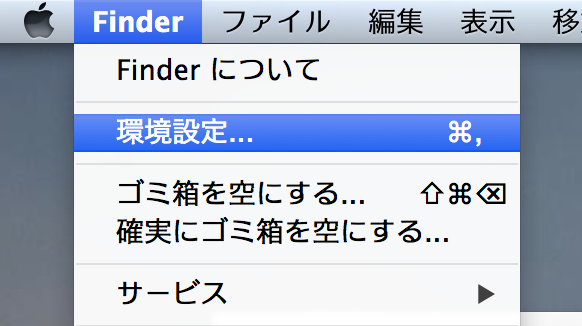 Finder ファイル 編集 表示 移
Finder について
環境設定... ⌘,
ゴミ箱を空にする... ⇧⌘⌫
確実にゴミ箱を空にする...
サービス ▶